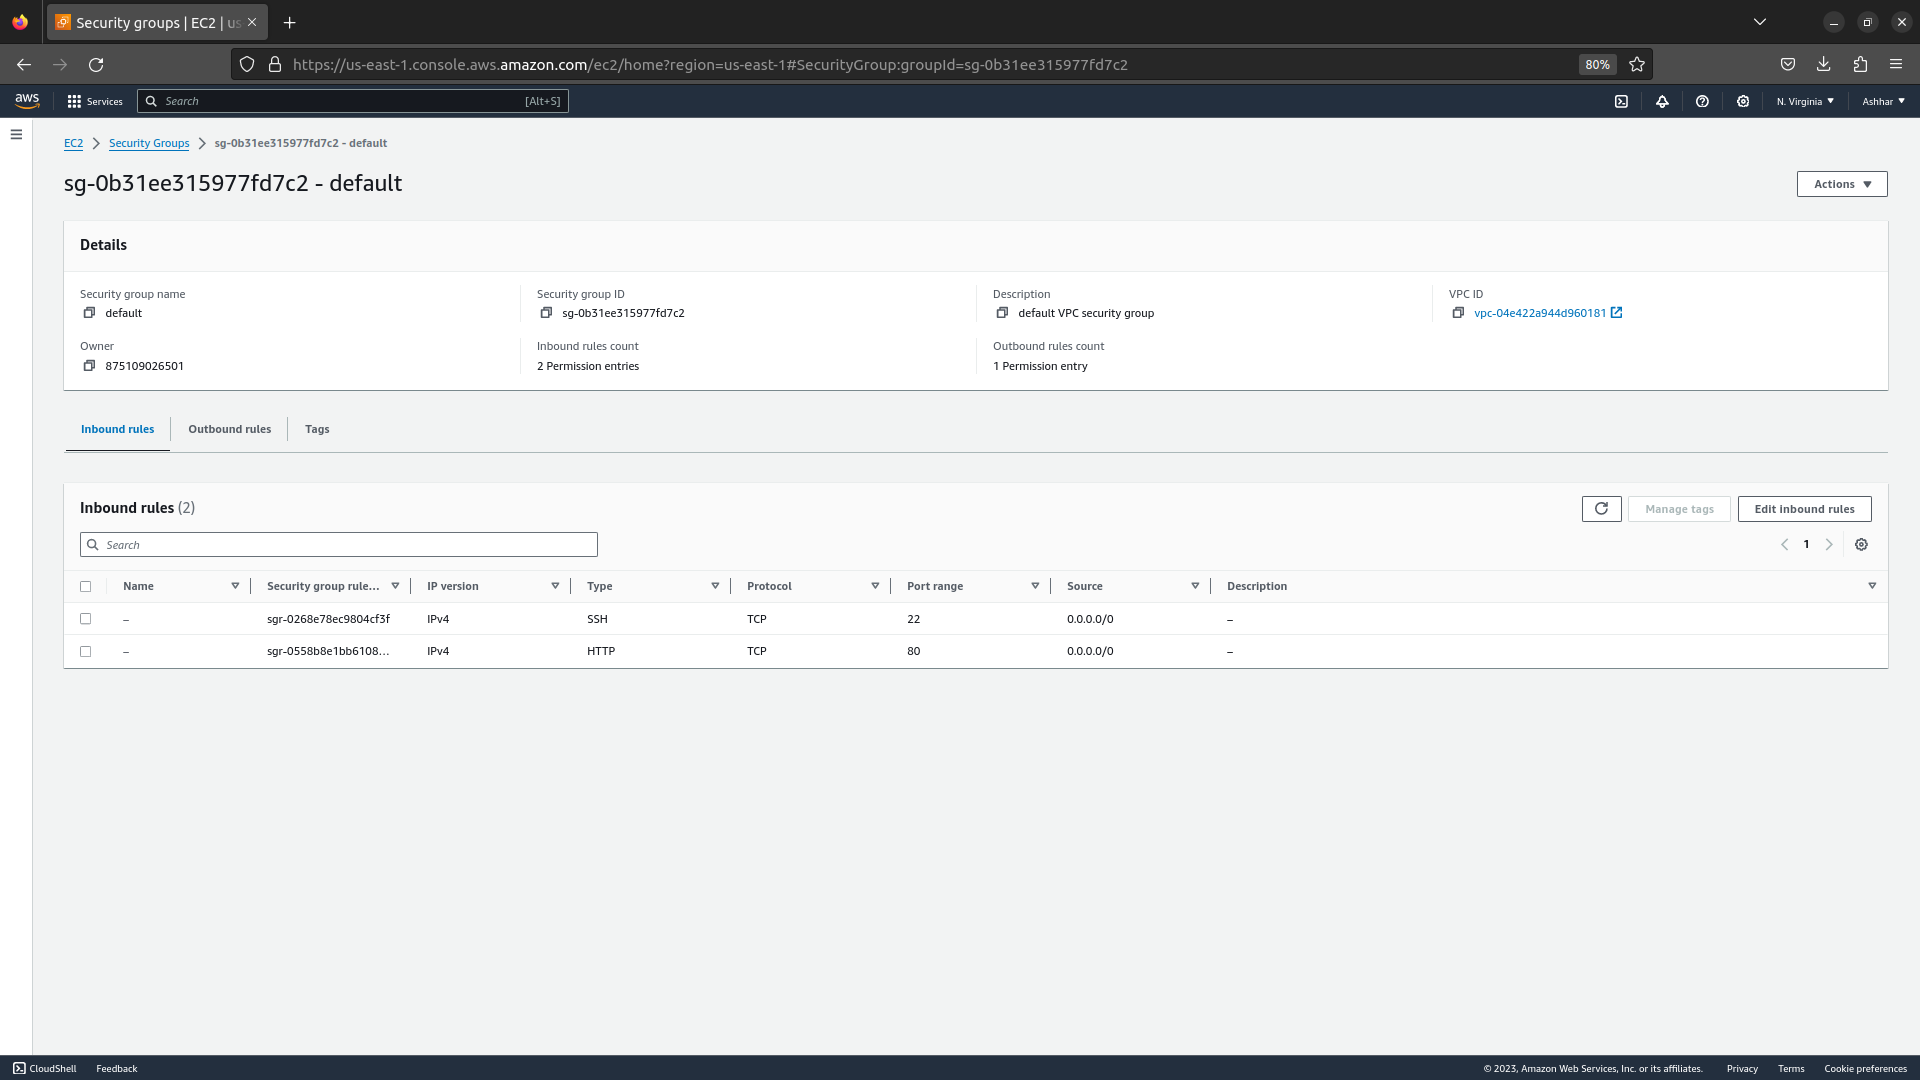 Security groups | EC2 | us
https://us-east-1.console.aws.amazon.com/ec2/home?region=us-east-1#SecurityGroup:groupId=sg-0b31ee315977fd7c2 80%
aws Services Search [Alt+S] N. Virginia Ashhar
EC2 Security Groups sg-0b31ee315977fd7c2 - default
sg-0b31ee315977fd7c2 - default Actions
Details
Security group name Security group ID Description VPC ID
default sg-0b31ee315977fd7c2 default VPC security group vpc-04e422a944d960181
Owner Inbound rules count Outbound rules count
875109026501 2 Permission entries 1 Permission entry
Inbound rules Outbound rules Tags
Inbound rules (2) Manage tags Edit inbound rules
Search 1
Name Security group rule... IP version Type Protocol Port range Source Description
– sgr-0268e78ec9804cf3f IPv4 SSH TCP 22 0.0.0.0/0 –
– sgr-0558b8e1bb6108... IPv4 HTTP TCP 80 0.0.0.0/0 –
CloudShell Feedback © 2023, Amazon Web Services, Inc. or its affiliates. Privacy Terms Cookie preferences